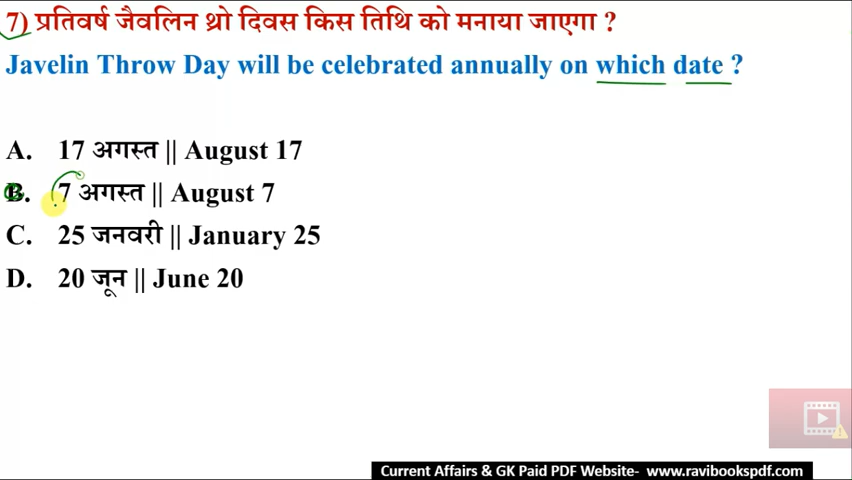 7) प्रतिवर्ष जैवलिन थ्रो दिवस किस तिथि को मनाया जाएगा ?
Javelin Throw Day will be celebrated annually on which date ?
A. 17 अगस्त || August 17
B. 7 अगस्त || August 7
C. 25 जनवरी || January 25
D. 20 जून || June 20
Current Affairs & GK Paid PDF Website- www.ravibookspdf.com